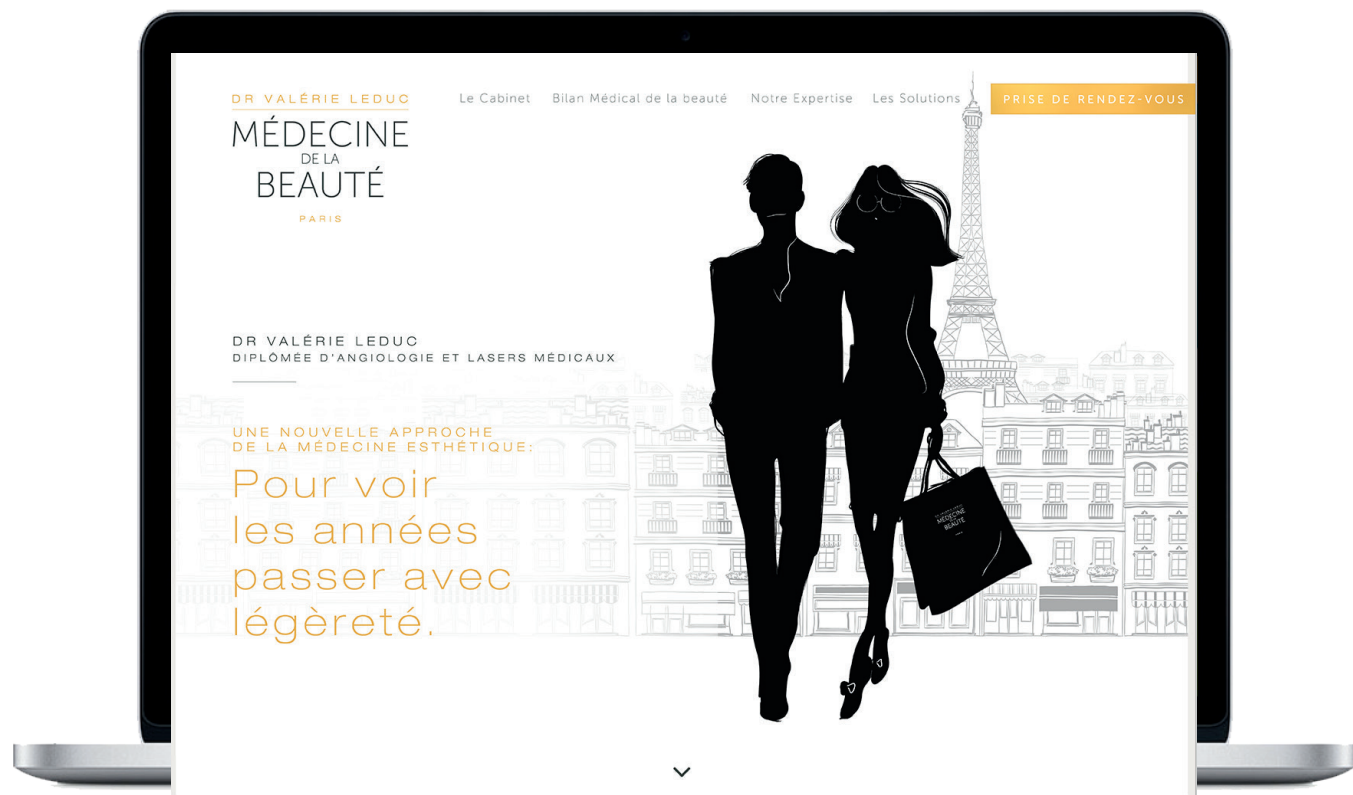 DR VALÉRIE LEDUC
MÉDECINE
DE LA
BEAUTÉ
PARIS
Le Cabinet Bilan Médical de la beauté Notre Expertise Les Solutions PRISE DE RENDEZ-VOUS
DR VALÉRIE LEDUC
DIPLÔMÉE D'ANGIOLOGIE ET LASERS MÉDICAUX
UNE NOUVELLE APPROCHE
DE LA MÉDECINE ESTHÉTIQUE:
Pour voir
les années
passer avec
légèreté.
MÉDECINE
DE LA
BEAUTÉ